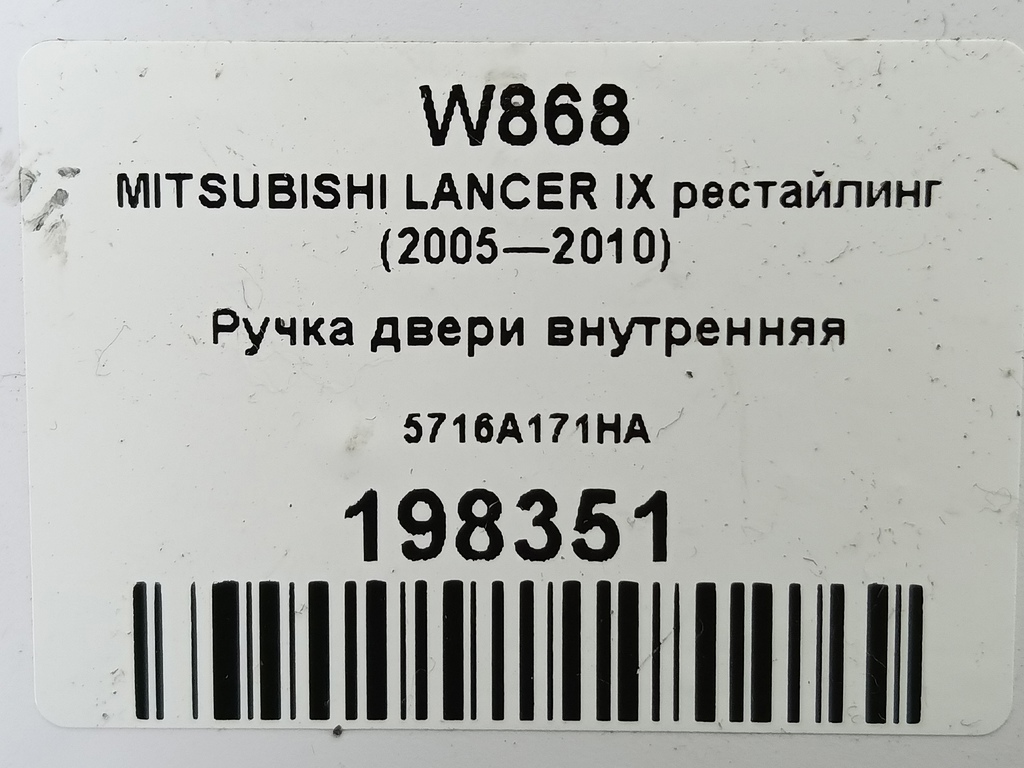 W868
MITSUBISHI LANCER IX рестайлинг
(2005—2010)
Ручка двери внутренняя
5716A171HA
198351